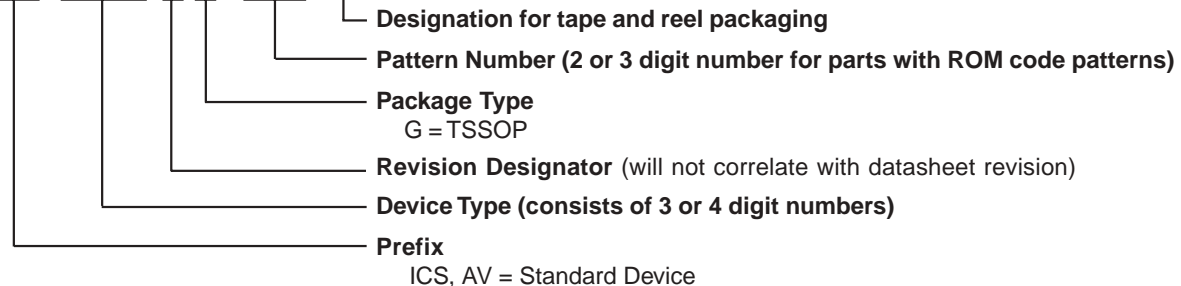 Designation for tape and reel packaging
Pattern Number (2 or 3 digit number for parts with ROM code patterns)
Package Type
G = TSSOP
Revision Designator (will not correlate with datasheet revision)
Device Type (consists of 3 or 4 digit numbers)
Prefix
ICS, AV = Standard Device